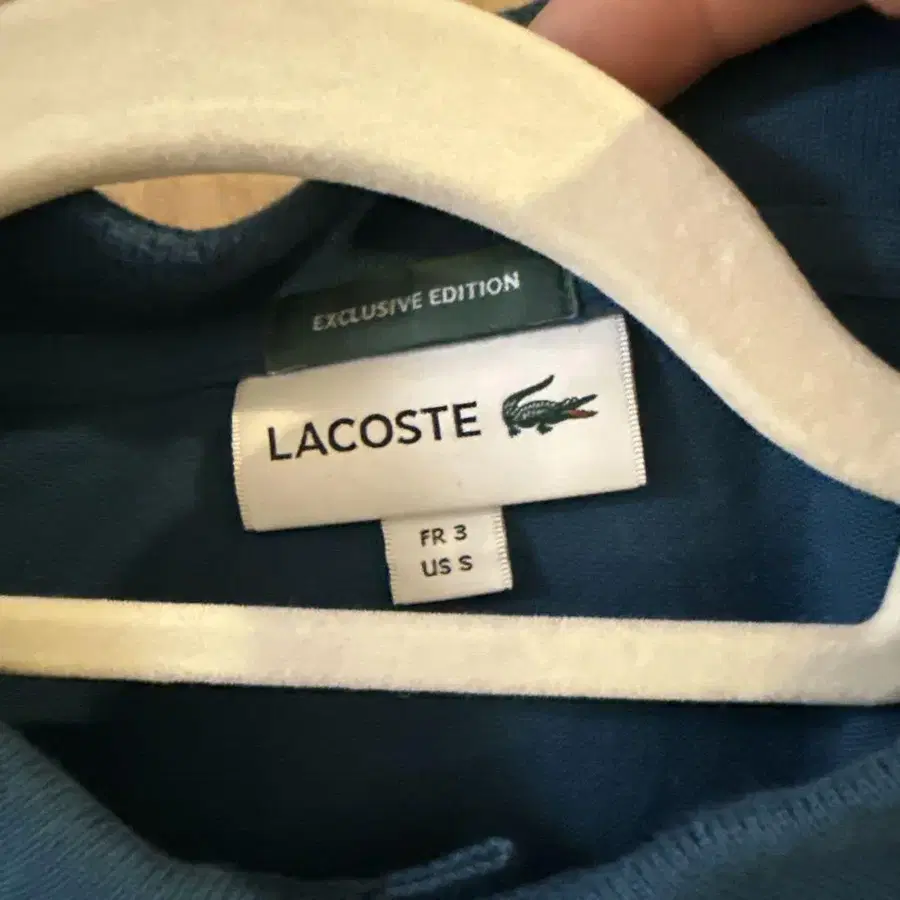 EXCLUSIVE EDITION
LACOSTE
FR 3
US S